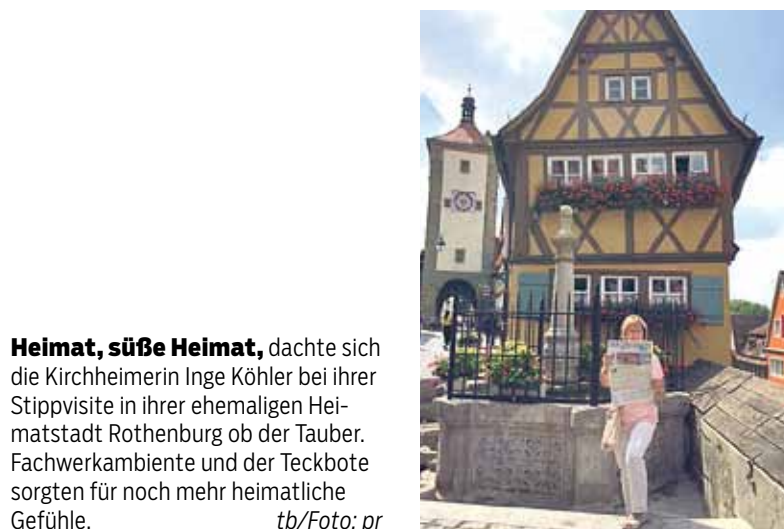 Heimat, süße Heimat, dachte sich
die Kirchheimerin Inge Köhler bei ihrer
Stippvisite in ihrer ehemaligen Hei-
matstadt Rothenburg ob der Tauber.
Fachwerkambiente und der Teckbote
sorgten für noch mehr heimatliche
Gefühle. tb/Foto: pr